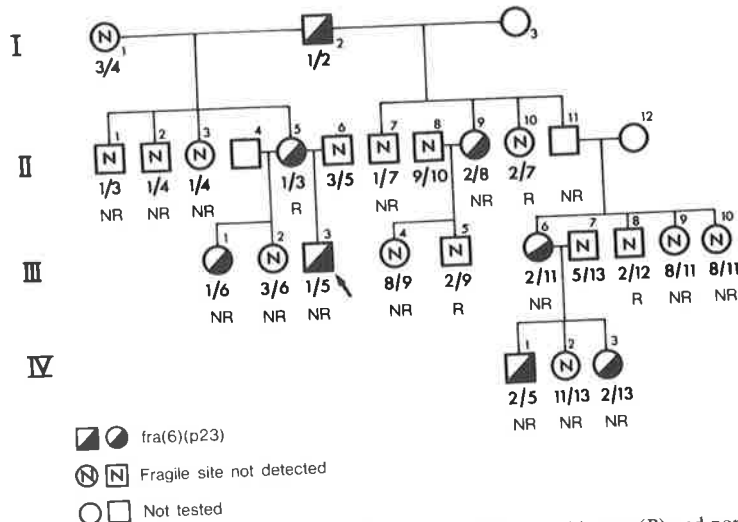 I N 1 2 3
3/4 1/2
1 2 3 4 5 6 7 8 9 10 11 12
II N N N N N N N
1/3 1/4 1/4 1/3 3/5 1/7 9/10 2/8 2/7
NR NR NR R NR NR R NR
1 2 3 4 5 6 7 8 9 10
III N N N N N N N
1/6 3/6 1/5 8/9 2/9 2/11 5/13 2/12 8/11 8/11
NR NR NR NR R NR R NR NR
1 2 3
IV N
2/5 11/13 2/13
NR NR NR
fra(6)(p23)
N N Fragile site not detected
Not tested
(R) and